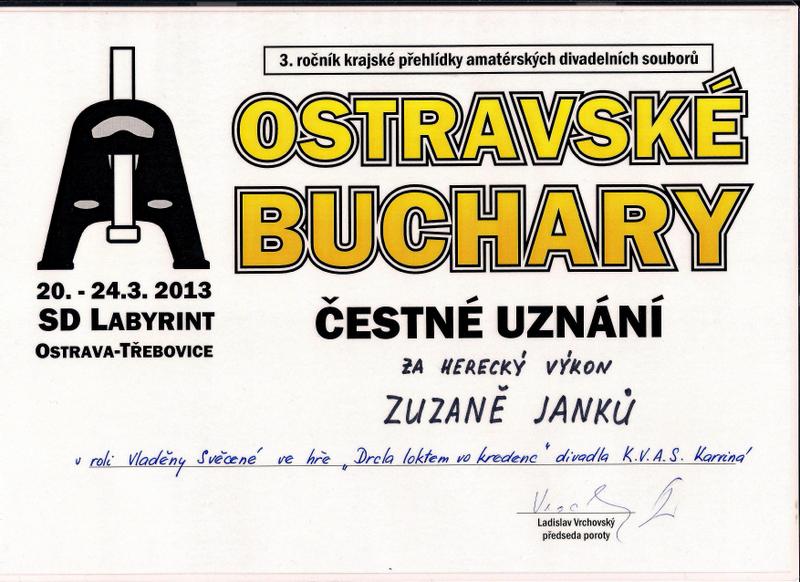 3. ročník krajské přehlídky amatérských divadelních souborů
OSTRAVSKÉ
BUCHARY
20. - 24.3. 2013
SD LABYRINT
OSTRAVA-TŘEBOVICE
ČESTNÉ UZNÁNÍ
ZA HERECKÝ VÝKON
ZUZANĚ JANKŮ
v roli Vladěny Svěcené ve hře „Drcla loktem vo kredenc" divadla K.V.A.S. Karviná
Ladislav Vrchovský
předseda poroty